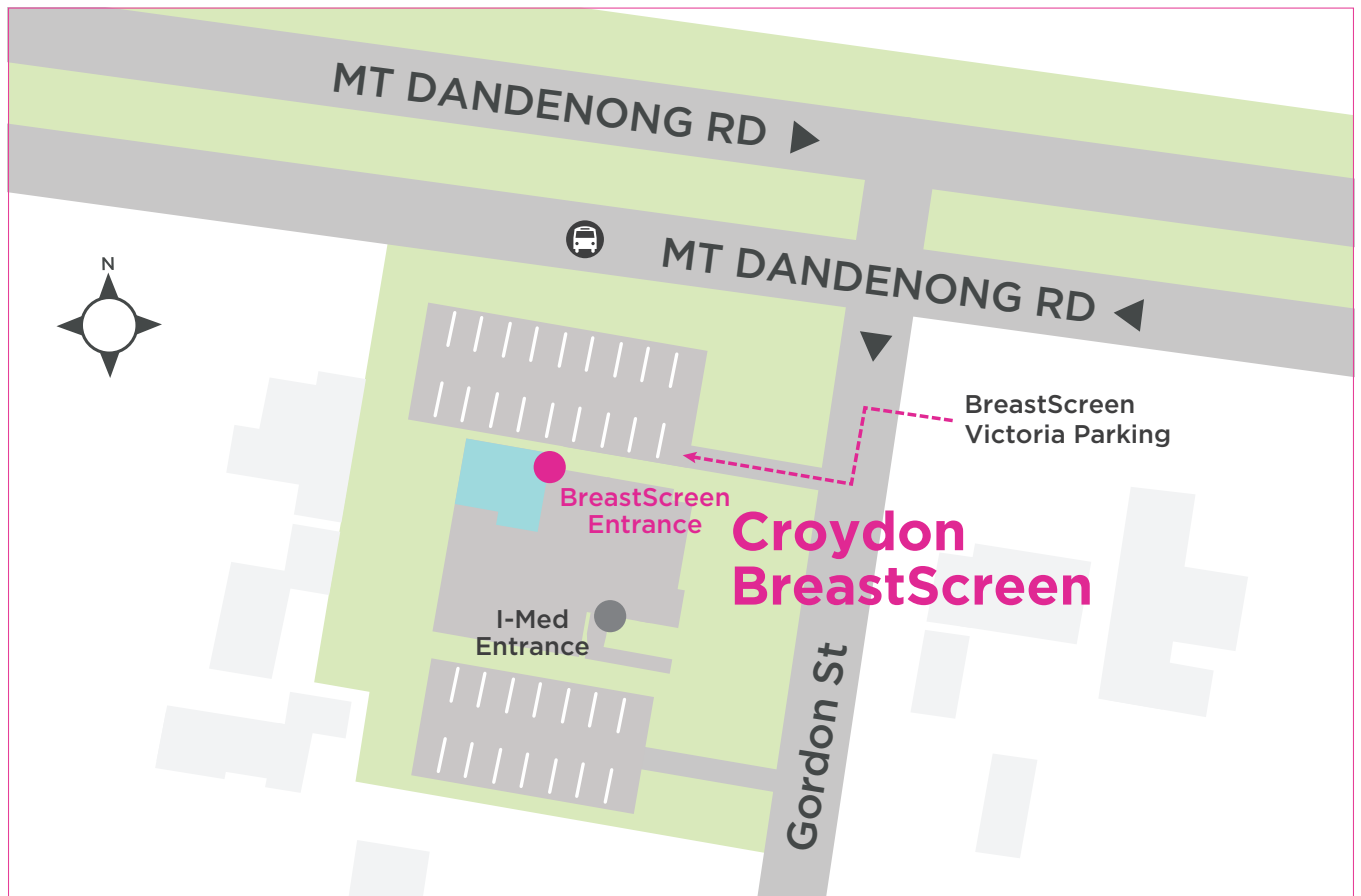 MT DANDENONG RD
MT DANDENONG RD
N
BreastScreen
Victoria Parking
BreastScreen
Entrance
Croydon
BreastScreen
I-Med
Entrance
Gordon St